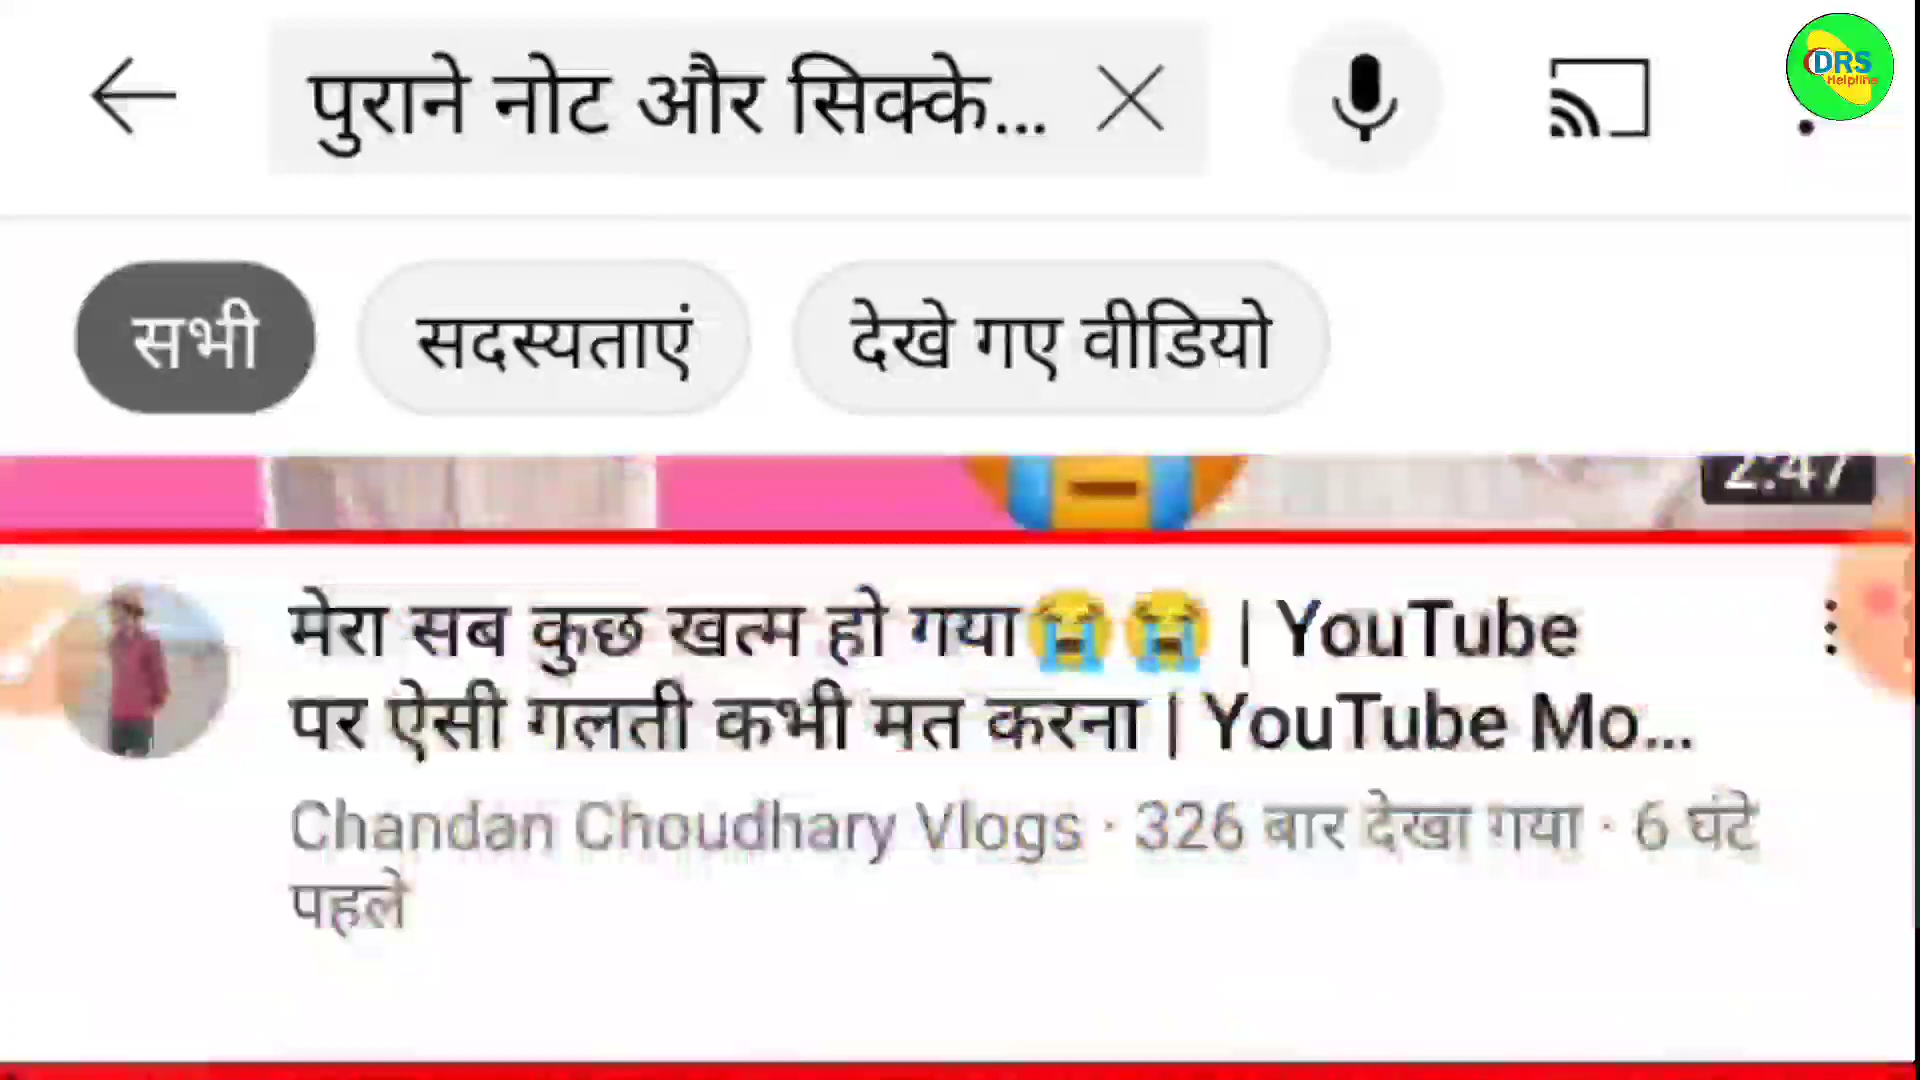 पुराने नोट और सिक्के...
DRS
Helpline
सभी
सदस्यताएं
देखे गए वीडियो
2:47
मेरा सब कुछ खत्म हो गया😭😭 | YouTube
पर ऐसी गलती कभी मत करना | YouTube Mo...
Chandan Choudhary Vlogs · 326 बार देखा गया · 6 घंटे
पहले